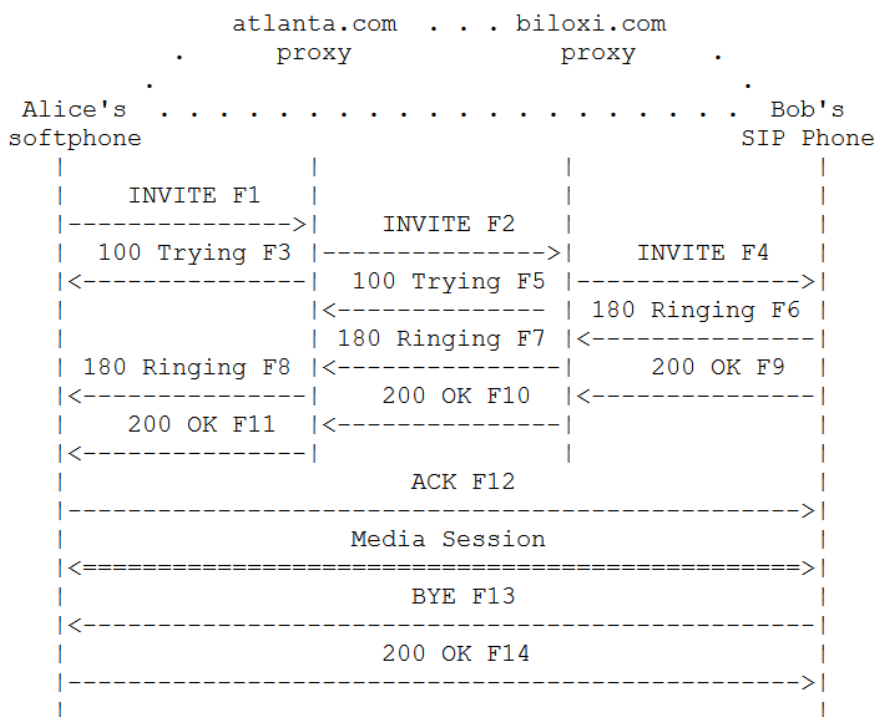 atlanta.com . . . biloxi.com
. proxy proxy .
. .
Alice's . . . . . . . . . . . . . . . . . . . . Bob's
softphone SIP Phone
| | | |
| INVITE F1 | | |
|--------------->| INVITE F2 | |
| 100 Trying F3 |--------------->| INVITE F4 |
|<---------------| 100 Trying F5 |--------------->|
| |<-------------- | 180 Ringing F6 |
| | 180 Ringing F7 |<---------------|
| 180 Ringing F8 |<---------------| 200 OK F9 |
|<---------------| 200 OK F10 |<---------------|
| 200 OK F11 |<---------------| |
|<---------------| | |
| ACK F12 |
|------------------------------------------------->|
| Media Session |
|<================================================>|
| BYE F13 |
|<-------------------------------------------------|
| 200 OK F14 |
|------------------------------------------------->|
| |